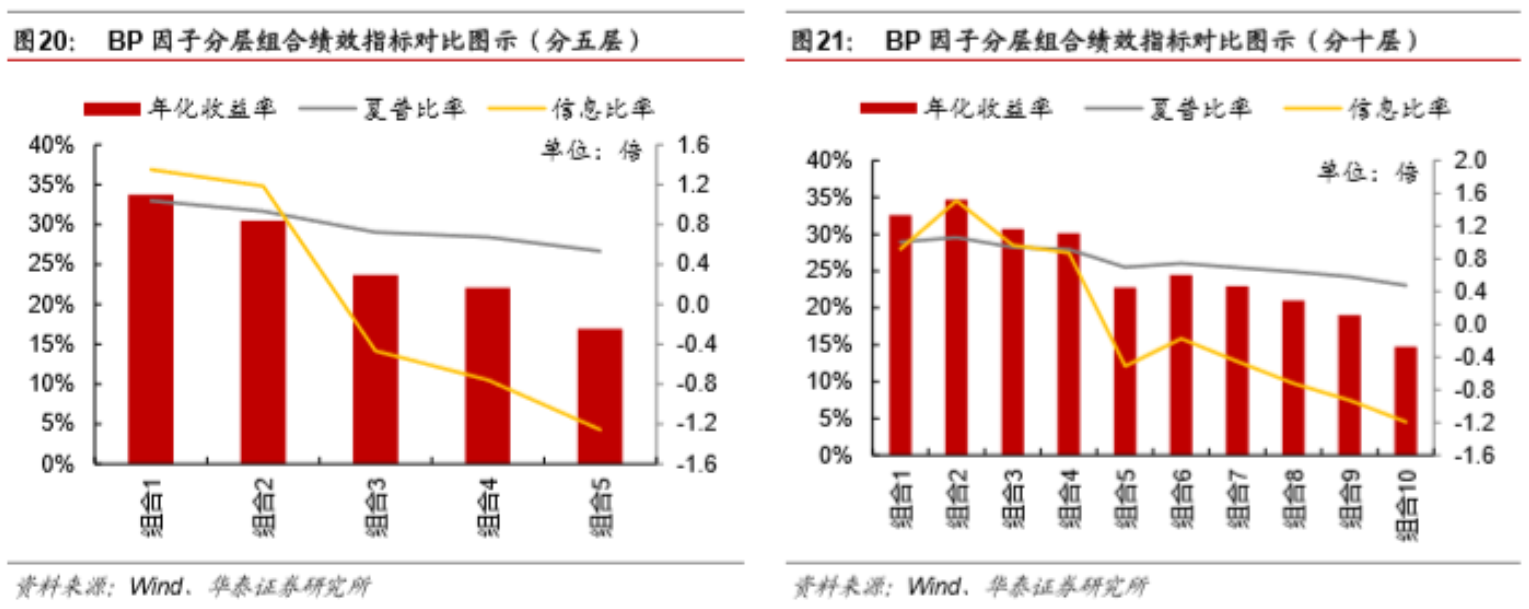 图20: BP 因子分层组合绩效指标对比图示（分五层）
年化收益率 夏普比率 信息比率
单位：倍
40%
35%
30%
25%
20%
15%
10%
5%
0%
1.6
1.2
0.8
0.4
0.0
-0.4
-0.8
-1.2
-1.6
组合1
组合2
组合3
组合4
组合5
资料来源：Wind、华泰证券研究所
图21: BP 因子分层组合绩效指标对比图示（分十层）
年化收益率 夏普比率 信息比率
单位：倍
40%
35%
30%
25%
20%
15%
10%
5%
0%
2.0
1.6
1.2
0.8
0.4
0.0
-0.4
-0.8
-1.2
-1.6
组合1
组合2
组合3
组合4
组合5
组合6
组合7
组合8
组合9
组合10
资料来源：Wind、华泰证券研究所